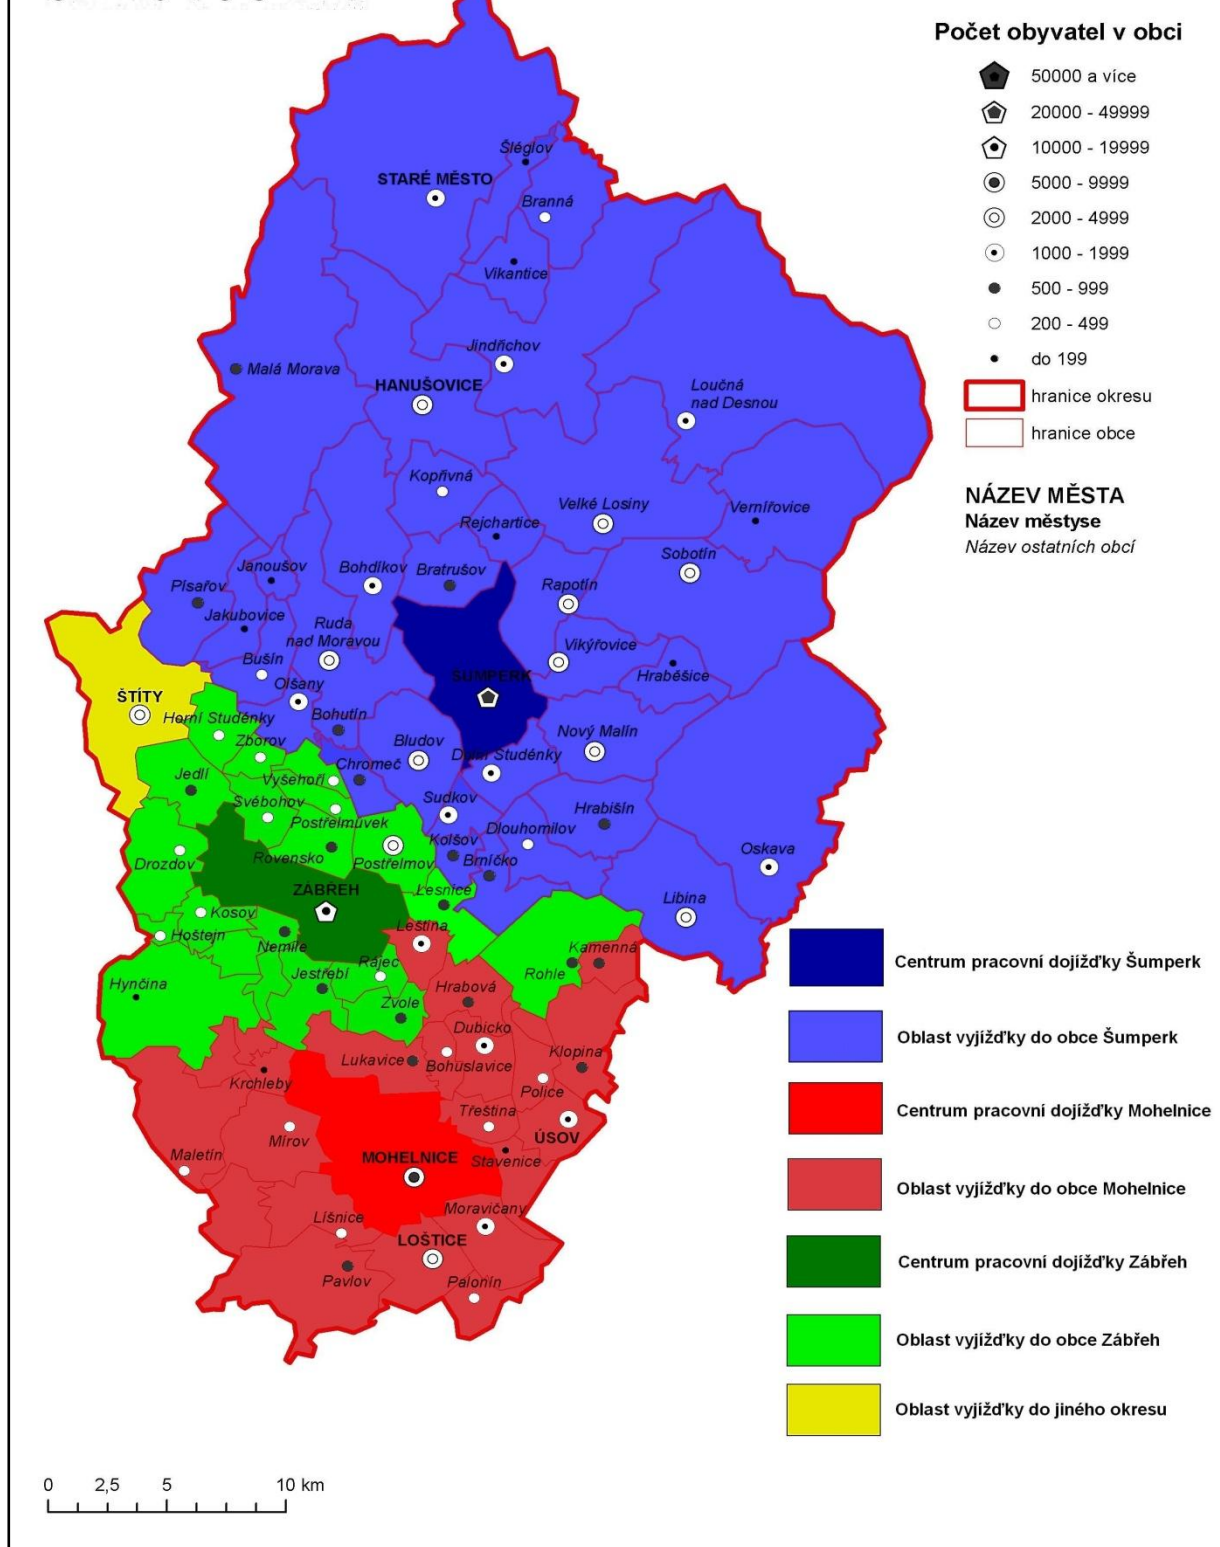 Počet obyvatel v obci
50000 a více
20000 - 49999
10000 - 19999
5000 - 9999
2000 - 4999
1000 - 1999
500 - 999
200 - 499
do 199
hranice okresu
hranice obce
NÁZEV MĚSTA
Název městyse
Název ostatních obcí
Šléglov
STARÉ MĚSTO
Branná
Vikantice
Jindřichov
Malá Morava
HANUŠOVICE
Loučná
nad Desnou
Kopřivná
Velké Losiny
Vernířovice
Rejchartice
Sobotín
Janoušov
Bohdíkov
Bratrušov
Rapotín
Písařov
Jakubovice
Ruda
nad Moravou
Vikýřovice
Bušín
Hraběšice
Olšany
ŠUMPERK
ŠTÍTY
Horní Studénky
Bohutín
Nový Malín
Zborov
Bludov
Dolní Studénky
Chromeč
Jedlí
Vyšehoří
Svébohov
Sudkov
Hrabišín
Postřelmůvek
Dlouhomilov
Kolšov
Oskava
Drozdov
Rovensko
Postřelmov
Brníčko
ZÁBŘEH
Lesnice
Libina
Kosov
Leština
Hoštejn
Nemile
Kamenná
Rájec
Rohle
Jestřebí
Hynčina
Hrabová
Zvole
Dubicko
Lukavice
Bohuslavice
Klopina
Krchleby
Police
Třeština
Mírov
ÚSOV
Maletín
MOHELNICE
Stavenice
Líšnice
Moravičany
LOŠTICE
Pavlov
Palonín
Centrum pracovní dojížďky Šumperk
Oblast vyjížďky do obce Šumperk
Centrum pracovní dojížďky Mohelnice
Oblast vyjížďky do obce Mohelnice
Centrum pracovní dojížďky Zábřeh
Oblast vyjížďky do obce Zábřeh
Oblast vyjížďky do jiného okresu
0 2,5 5 10 km